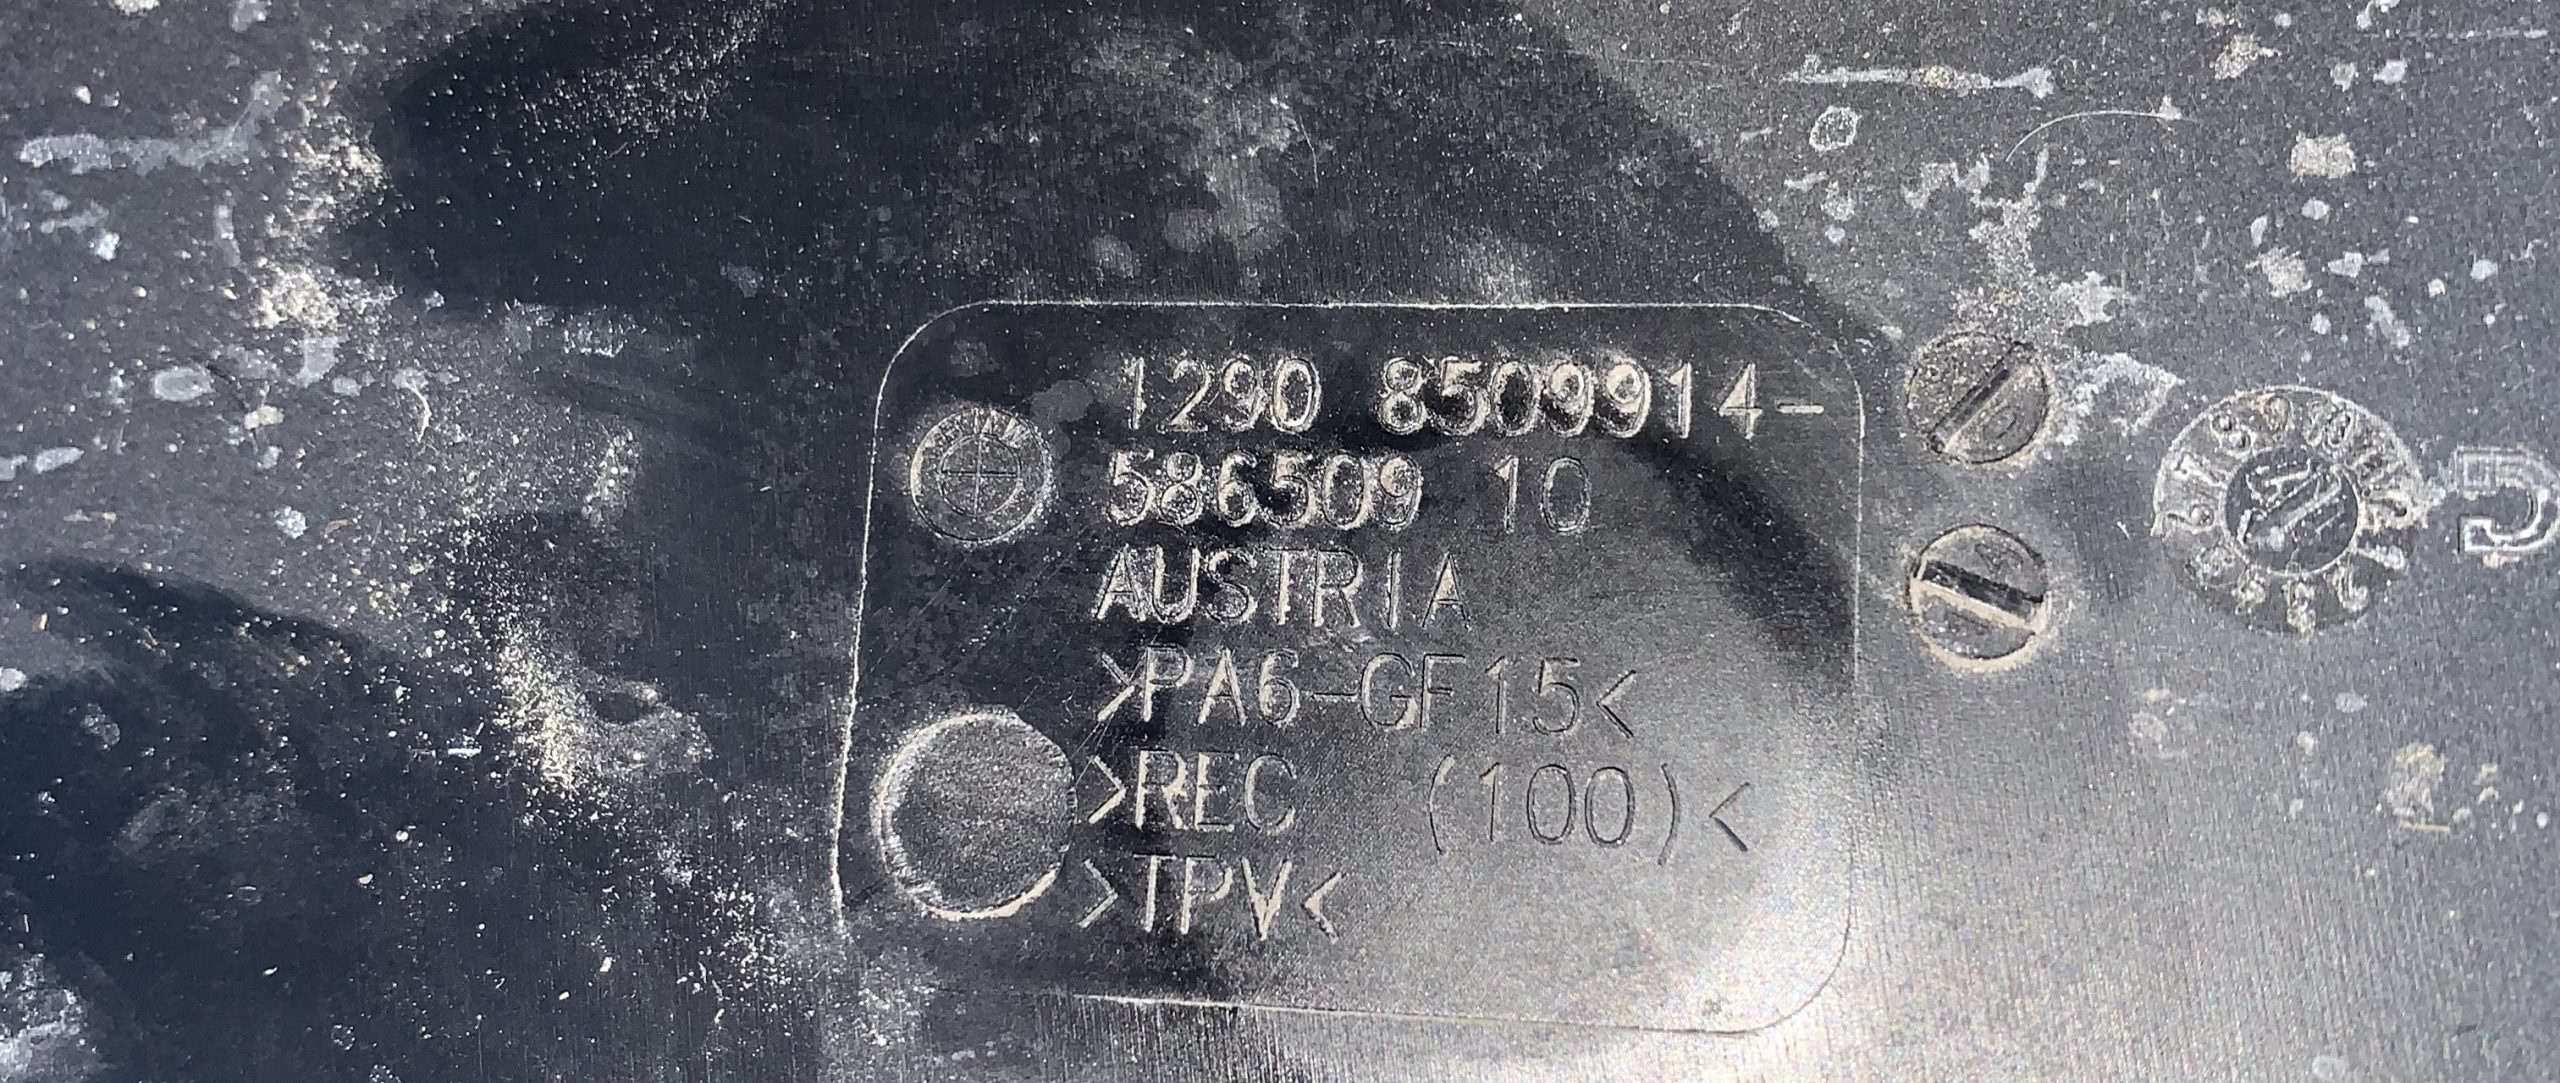 1290 8509914-
586509 10
AUSTRIA
>PA6-GF15<
>REC (100)<
>TPV<
G